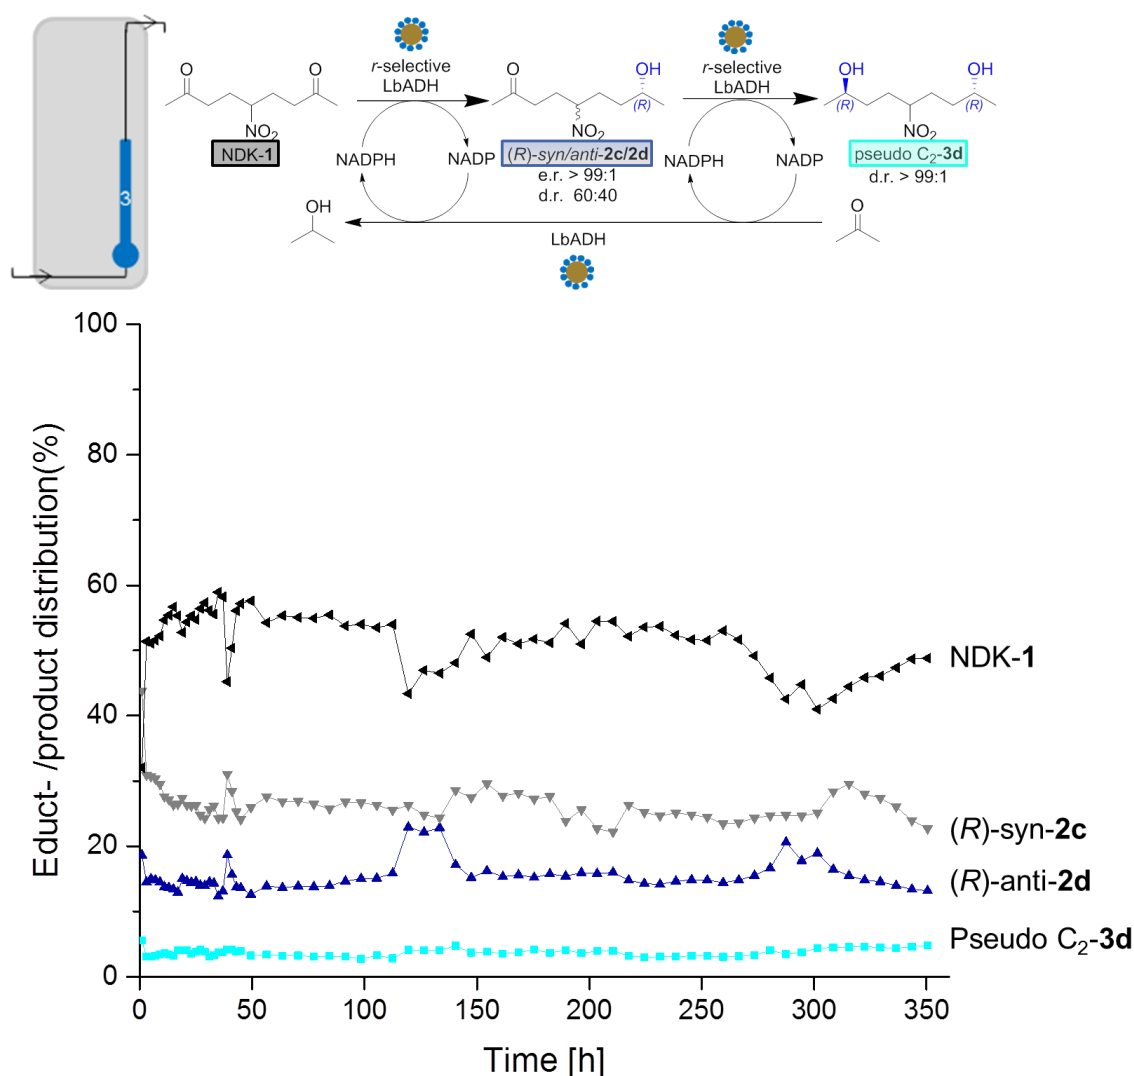 3
O
O
NO2
NDK-1
r-selective
LbADH
NADPH
NADP
O
OH
(R)
NO2
(R)-syn/anti-2c/2d
e.r. > 99:1
d.r. 60:40
r-selective
LbADH
NADPH
NADP
OH
(R)
OH
(R)
NO2
pseudo C2-3d
d.r. > 99:1
OH
LbADH
O
Educt- /product distribution(%)
100
80
60
40
20
0
NDK-1
(R)-syn-2c
(R)-anti-2d
Pseudo C2-3d
0 50 100 150 200 250 300 350
Time [h]